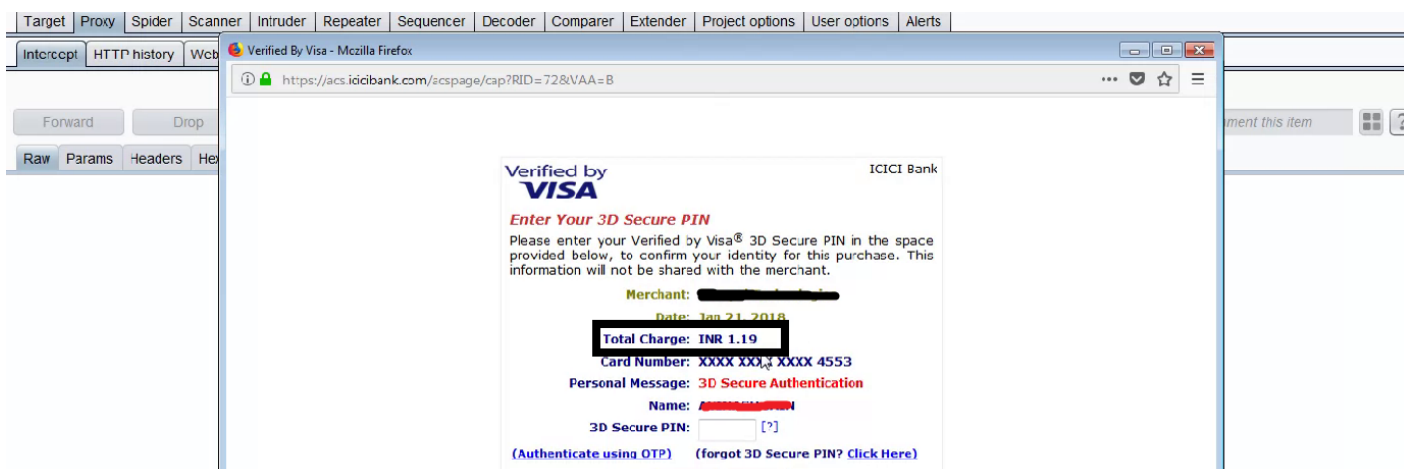 Target Proxy Spider Scanner Intruder Repeater Sequencer Decoder Comparer Extender Project options User options Alerts
Intercept HTTP history Web
Verified By Visa - Mozilla Firefox
https://acs.icicibank.com/acspage/cap?RID=72&VAA=B
Forward Drop
this item
Raw Params Headers Hex
Verified by
VISA
ICICI Bank
Enter Your 3D Secure PIN
Please enter your Verified by Visa® 3D Secure PIN in the space
provided below, to confirm your identity for this purchase. This
information will not be shared with the merchant.
Merchant:
Date: Jan 21, 2018
Total Charge: INR 1.19
Card Number: XXXX XXXX XXXX 4553
Personal Message: 3D Secure Authentication
Name:
3D Secure PIN: [?]
(Authenticate using OTP) (forgot 3D Secure PIN? Click Here)